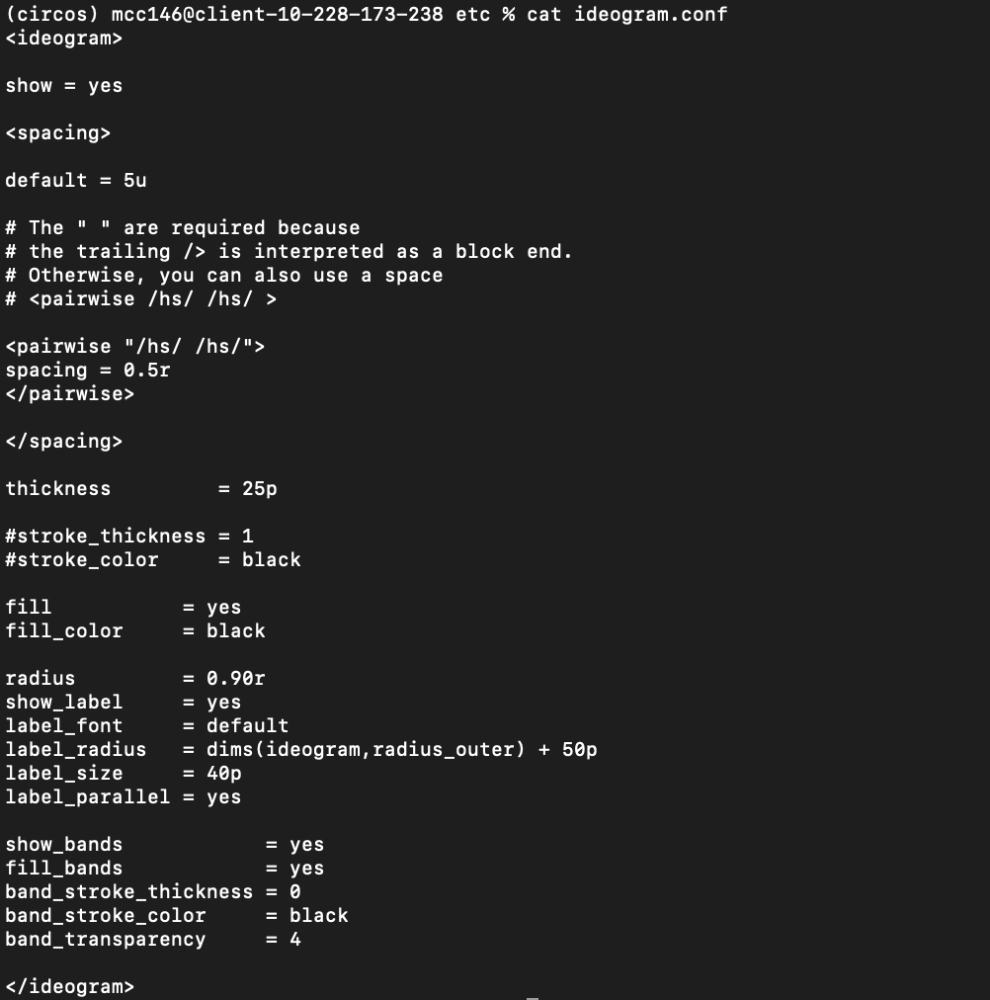 (circos) mcc146@client-10-228-173-238 etc % cat ideogram.conf
<ideogram>
show = yes
<spacing>
default = 5u
# The " " are required because
# the trailing /> is interpreted as a block end.
# Otherwise, you can also use a space
# <pairwise /hs/ /hs/ >
<pairwise "/hs/ /hs/">
spacing = 0.5r
</pairwise>
</spacing>
thickness         = 25p
#stroke_thickness = 1
#stroke_color     = black
fill           = yes
fill_color     = black
radius         = 0.90r
show_label     = yes
label_font     = default
label_radius   = dims(ideogram,radius_outer) + 50p
label_size     = 40p
label_parallel = yes
show_bands            = yes
fill_bands            = yes
band_stroke_thickness = 0
band_stroke_color     = black
band_transparency     = 4
</ideogram>